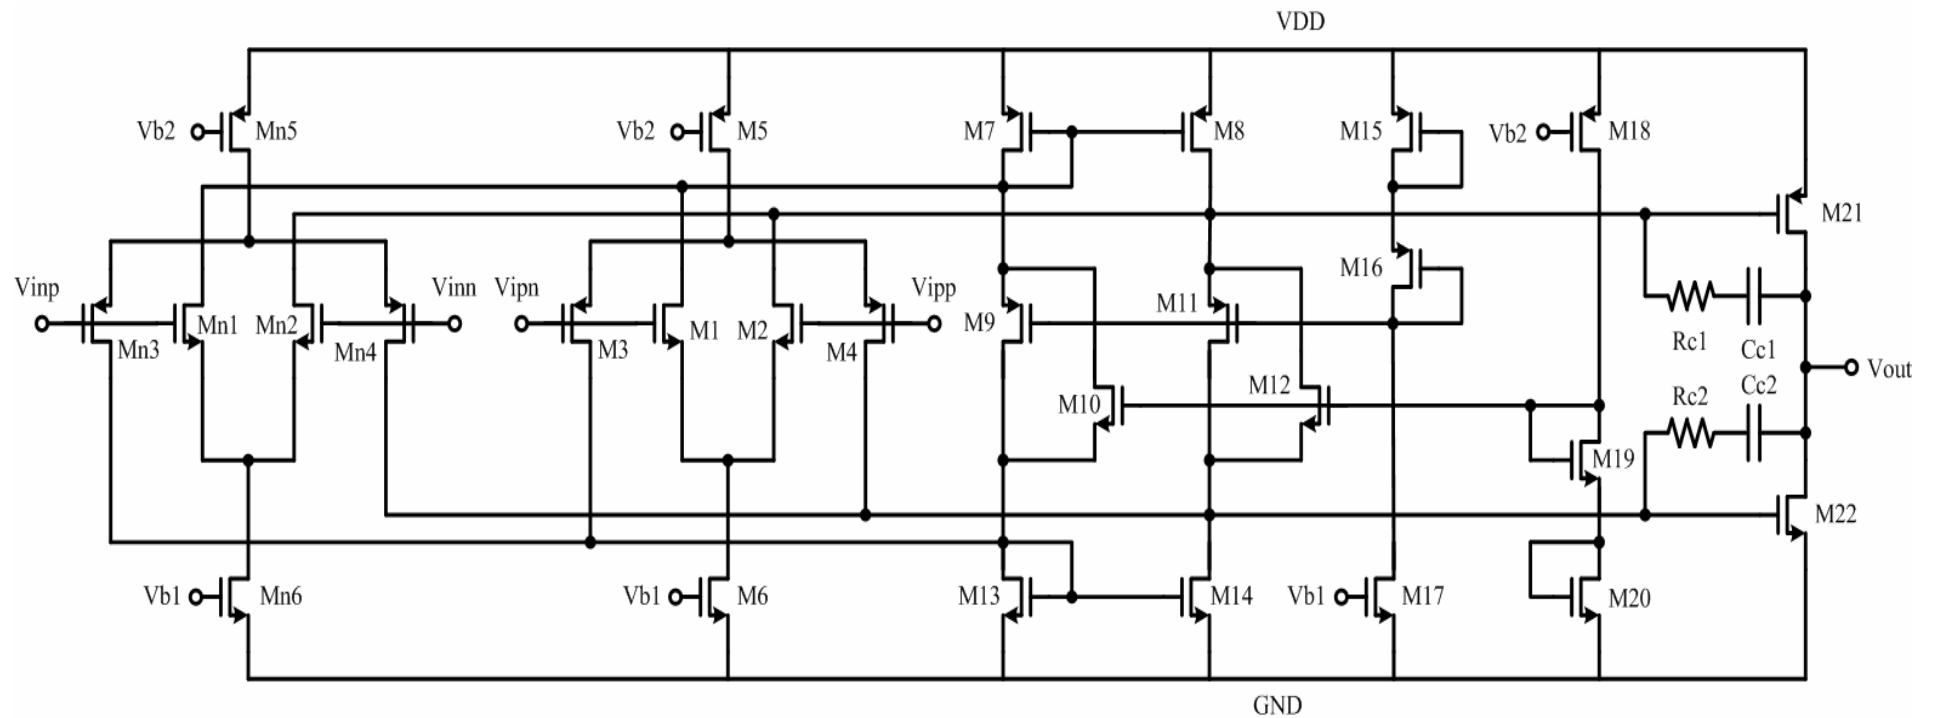 VDD
Vb2 Mn5 Vb2 M5 M7 M8 M15 Vb2 M18
M21
M16
Vinp Vinn Vipn Vipp M11
Mn1 Mn2 M1 M2 M9
Mn3 Mn4 M3 M4 Rc1 Cc1
Vout
M10 M12 Rc2 Cc2
M19
M22
Vb1 Mn6 Vb1 M6 M13 M14 Vb1 M17 M20
GND